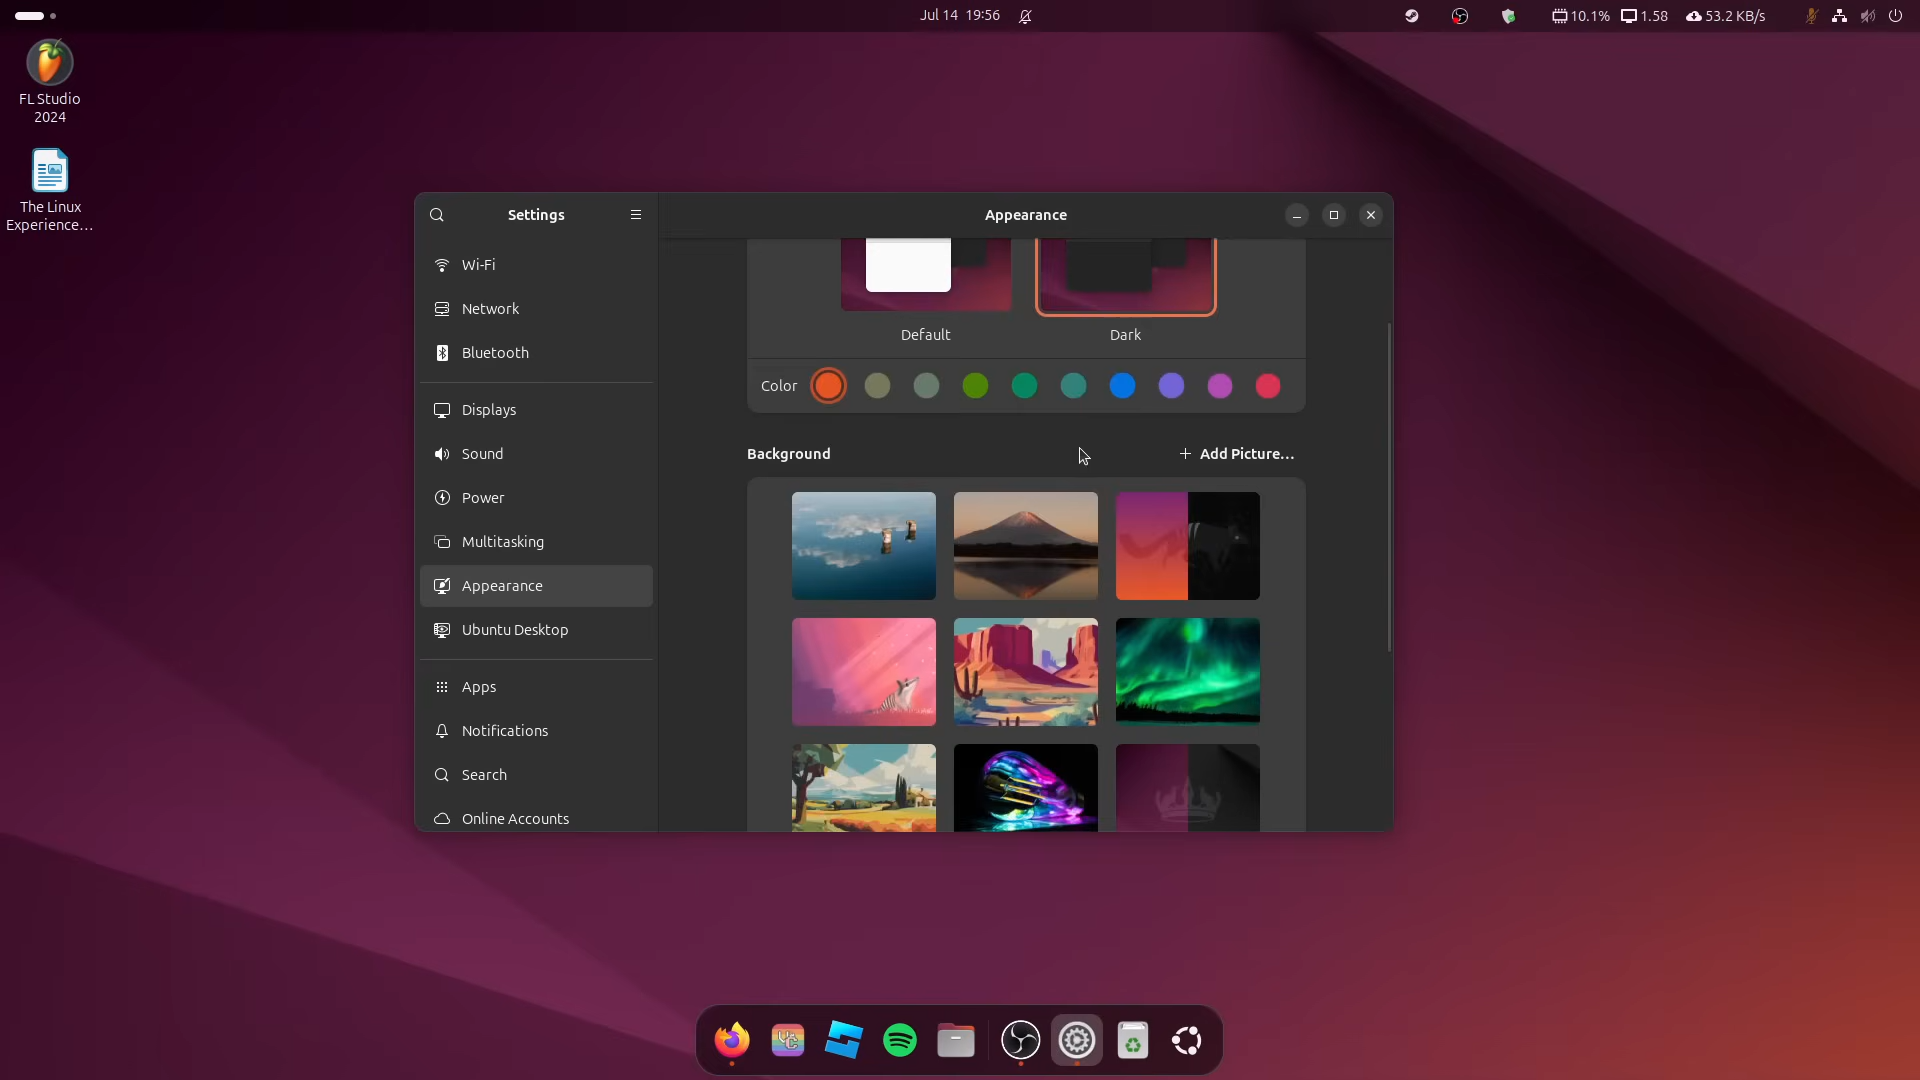 Jul 14 19:56
10.1%
1.58
53.2 KB/s
FL Studio
2024
The Linux
Experience...
Settings
Appearance
Wi-Fi
Network
Bluetooth
Displays
Sound
Power
Multitasking
Appearance
Ubuntu Desktop
Apps
Notifications
Search
Online Accounts
Default
Dark
Color
Background
+ Add Picture...
UC